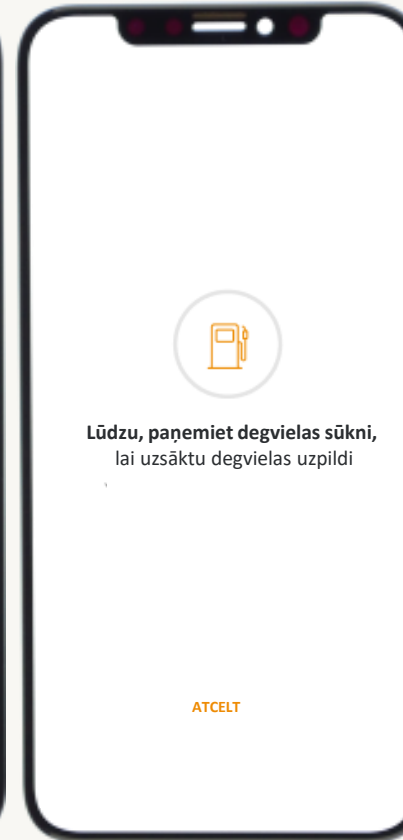 Lūdzu, paņemiet degvielas sūkni,
lai uzsāktu degvielas uzpildi
ATCELT